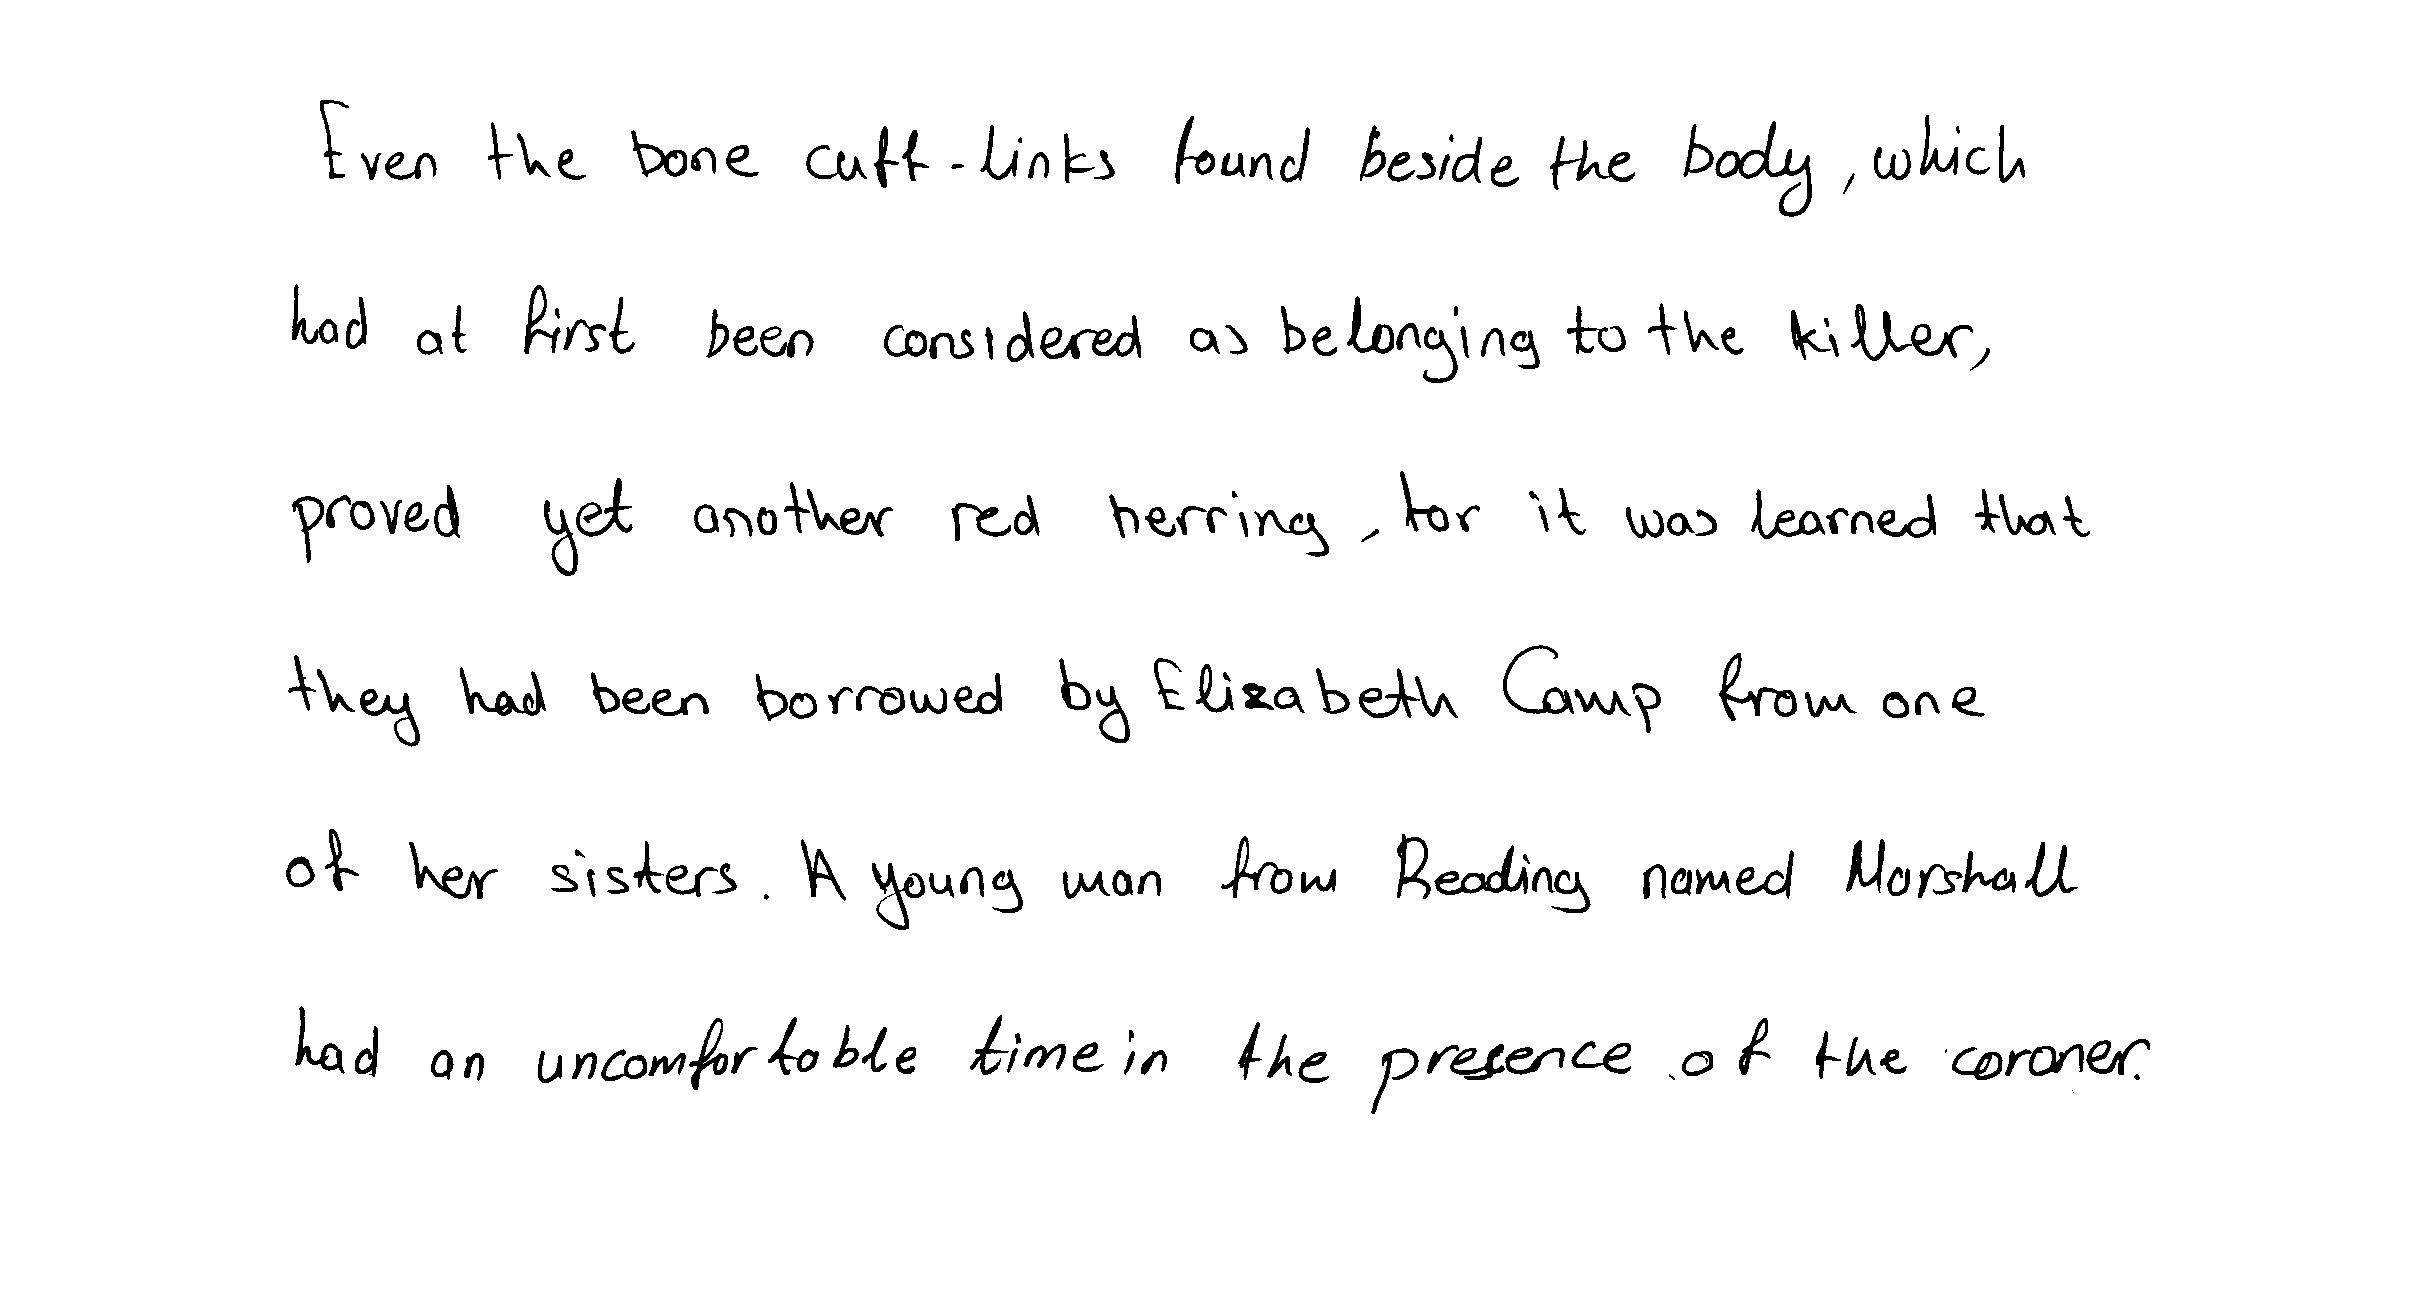 Even the bone cuff-links found beside the body, which
had at first been considered as belonging to the killer,
proved yet another red herring, for it was learned that
they had been borrowed by Elizabeth Camp from one
of her sisters. A young man from Reading named Marshall
had an uncomfortable time in the presence of the coroner.